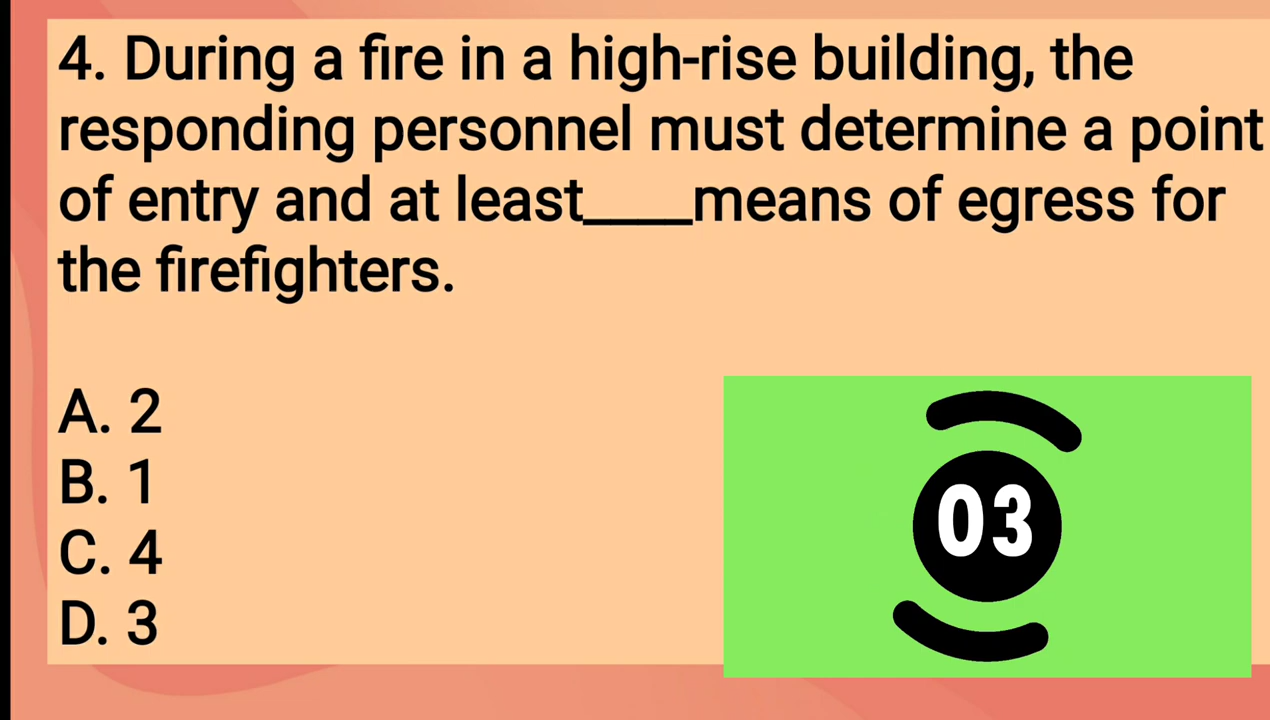 4. During a fire in a high-rise building, the
responding personnel must determine a point
of entry and at least____means of egress for
the firefighters.
A. 2
B. 1
C. 4
D. 3
03